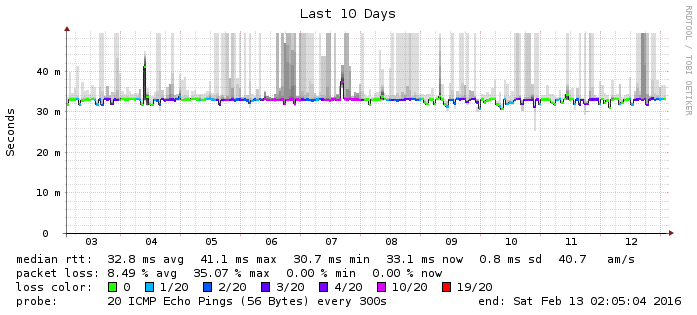 Last 10 Days
RRDTOOL / TOBI OETIKER
Seconds
40 m
30 m
20 m
10 m
0
03 04 05 06 07 08 09 10 11 12
median rtt: 32.8 ms avg 41.1 ms max 30.7 ms min 33.1 ms now 0.8 ms sd 40.7 am/s
packet loss: 8.49 % avg 35.07 % max 0.00 % min 0.00 % now
loss color: 0 1/20 2/20 3/20 4/20 10/20 19/20
probe: 20 ICMP Echo Pings (56 Bytes) every 300s end: Sat Feb 13 02:05:04 2016